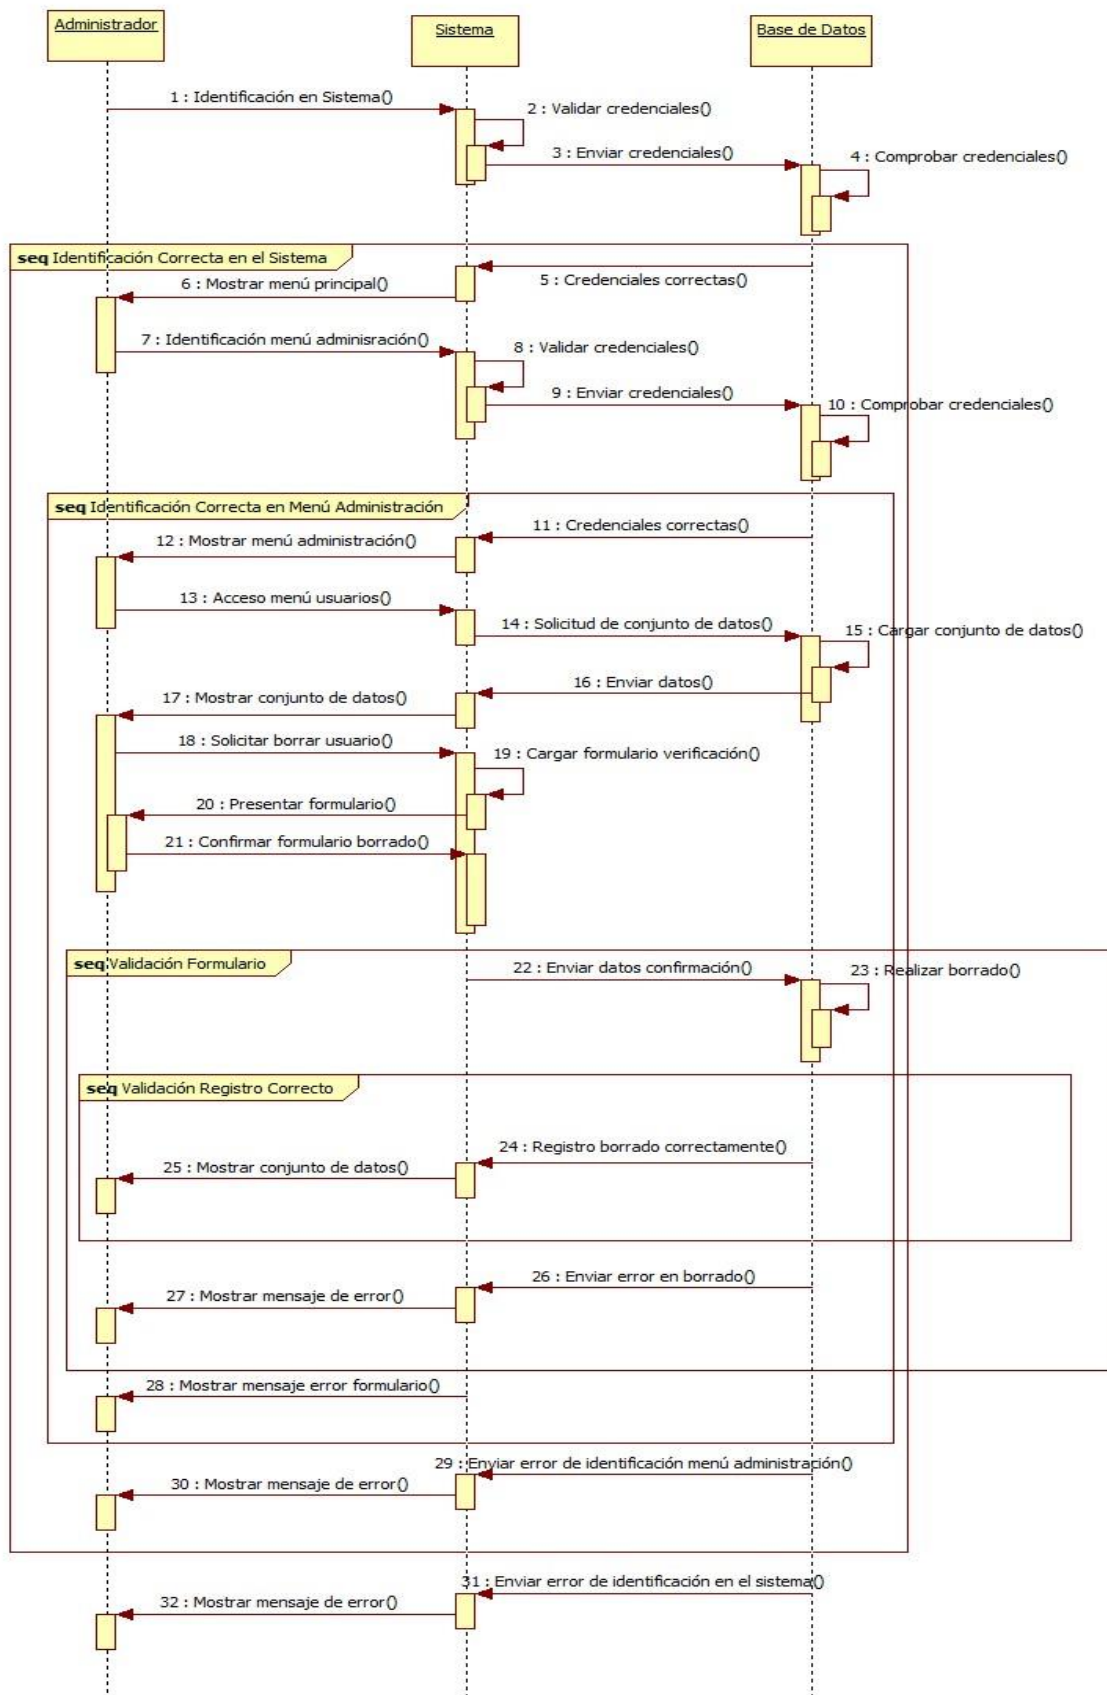 Administrador
Sistema
Base de Datos
1 : Identificación en Sistema()
2 : Validar credenciales()
3 : Enviar credenciales()
4 : Comprobar credenciales()
seq Identificación Correcta en el Sistema
5 : Credenciales correctas()
6 : Mostrar menú principal()
7 : Identificación menú adminisración()
8 : Validar credenciales()
9 : Enviar credenciales()
10 : Comprobar credenciales()
seq Identificación Correcta en Menú Administración
11 : Credenciales correctas()
12 : Mostrar menú administración()
13 : Acceso menú usuarios()
14 : Solicitud de conjunto de datos()
15 : Cargar conjunto de datos()
16 : Enviar datos()
17 : Mostrar conjunto de datos()
18 : Solicitar borrar usuario()
19 : Cargar formulario verificación()
20 : Presentar formulario()
21 : Confirmar formulario borrado()
seq Validación Formulario
22 : Enviar datos confirmación()
23 : Realizar borrado()
seq Validación Registro Correcto
24 : Registro borrado correctamente()
25 : Mostrar conjunto de datos()
26 : Enviar error en borrado()
27 : Mostrar mensaje de error()
28 : Mostrar mensaje error formulario()
29 : Enviar error de identificación menú administración()
30 : Mostrar mensaje de error()
31 : Enviar error de identificación en el sistema()
32 : Mostrar mensaje de error()